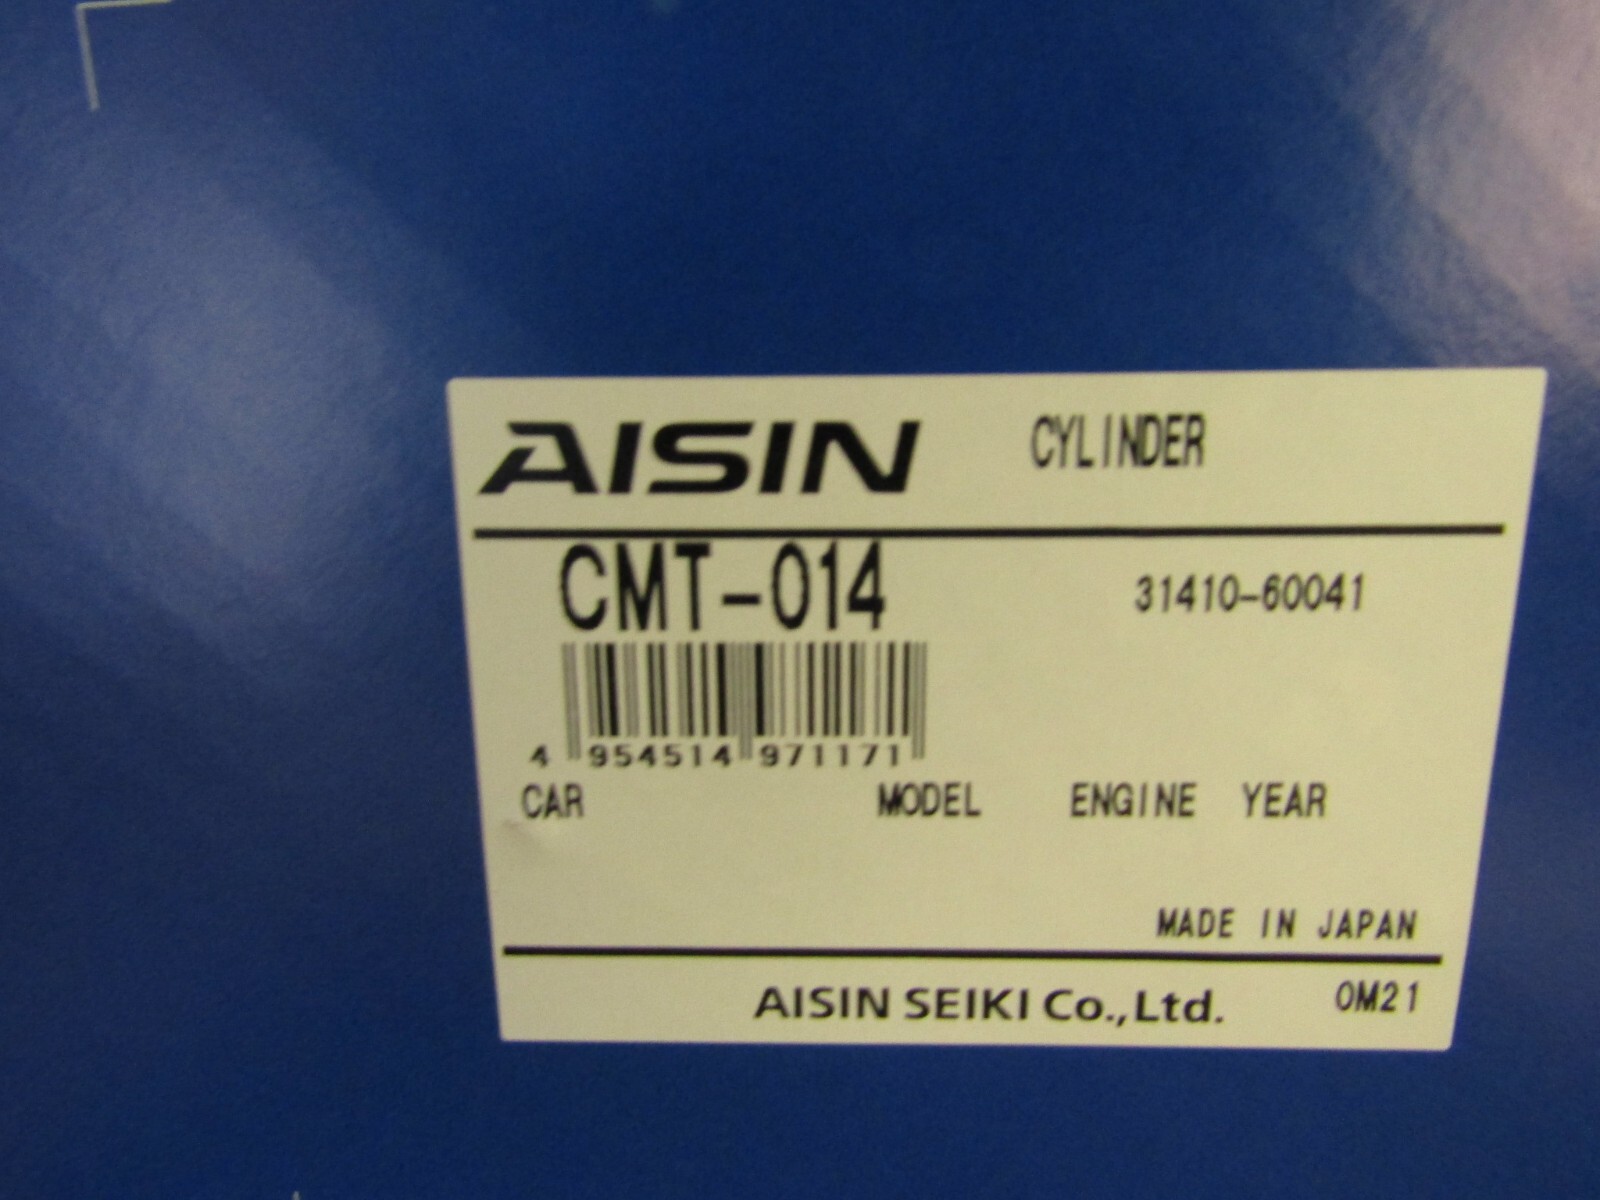 AISIN CYLINDER
CMT-014 31410-60041
4 954514 971171
CAR MODEL ENGINE YEAR
MADE IN JAPAN
AISIN SEIKI Co.,Ltd. 0M21